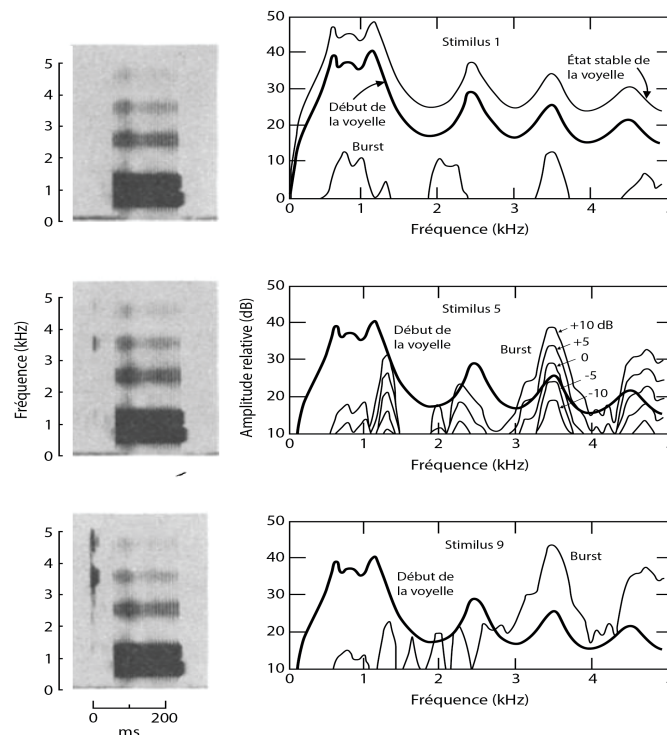 50
40
30
20
10
0
Stimilus 1
État stable de
la voyelle
Début de
la voyelle
Burst
0
1
2
3
4
Fréquence (kHz)
5
4
3
2
1
0
50
40
30
20
10
Stimulus 5
Début de
la voyelle
Burst
+10 dB
+5
0
-5
-10
0
1
2
3
4
Fréquence (kHz)
Amplitude relative (dB)
5
4
3
2
1
0
Fréquence (kHz)
50
40
30
20
10
Stimulus 9
Début de
la voyelle
Burst
0
1
2
3
4
Fréquence (kHz)
5
4
3
2
1
0
0
200
ms